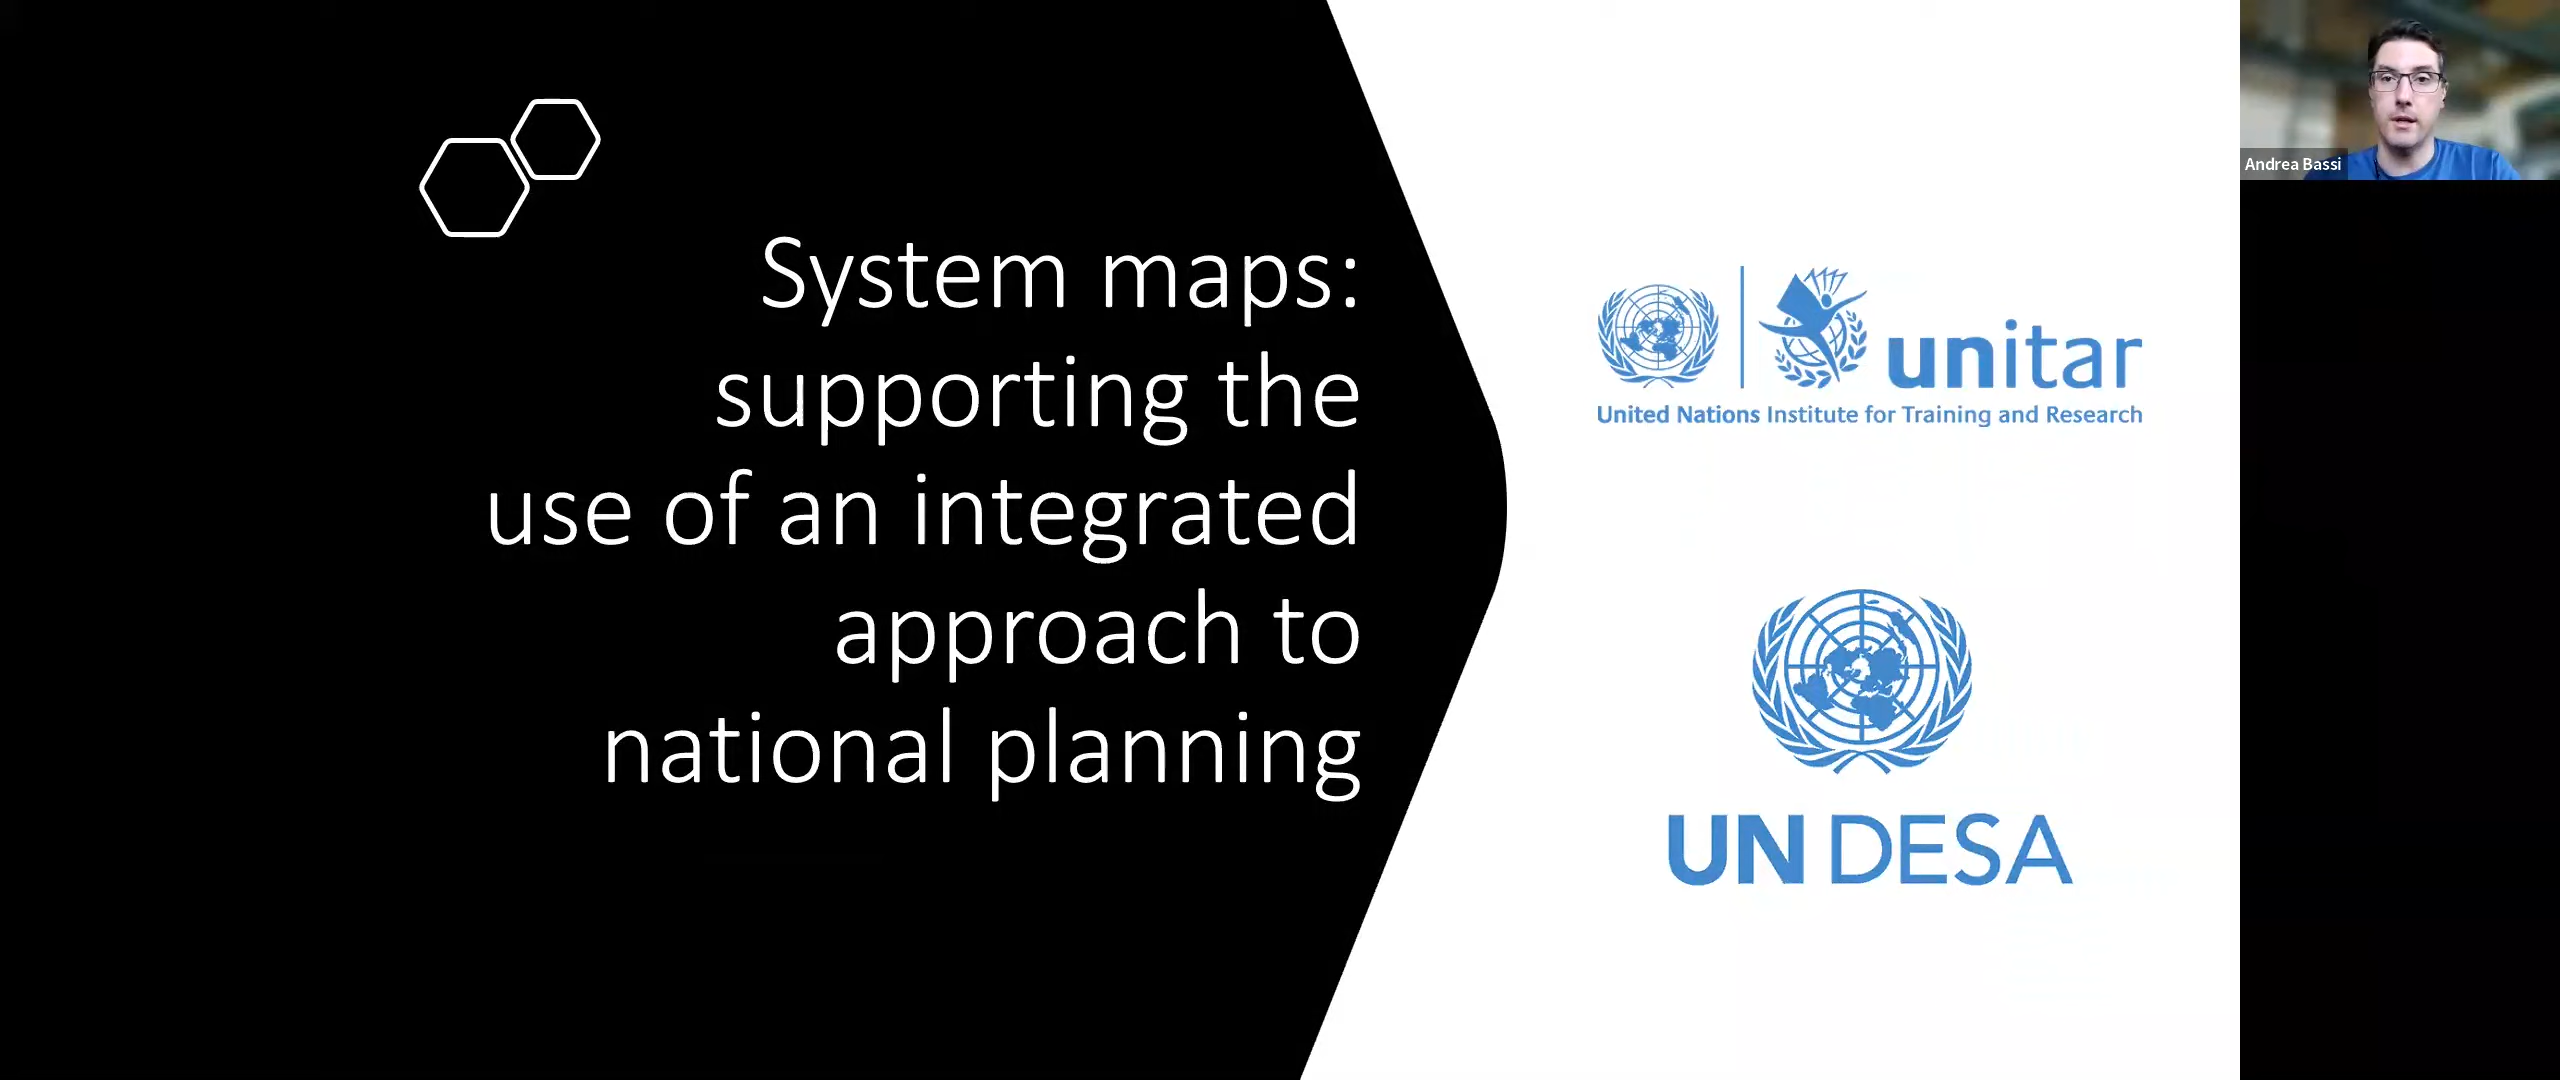 System maps:
supporting the
use of an integrated
approach to
national planning
unitar
United Nations Institute for Training and Research
UN DESA
Andrea Bassi